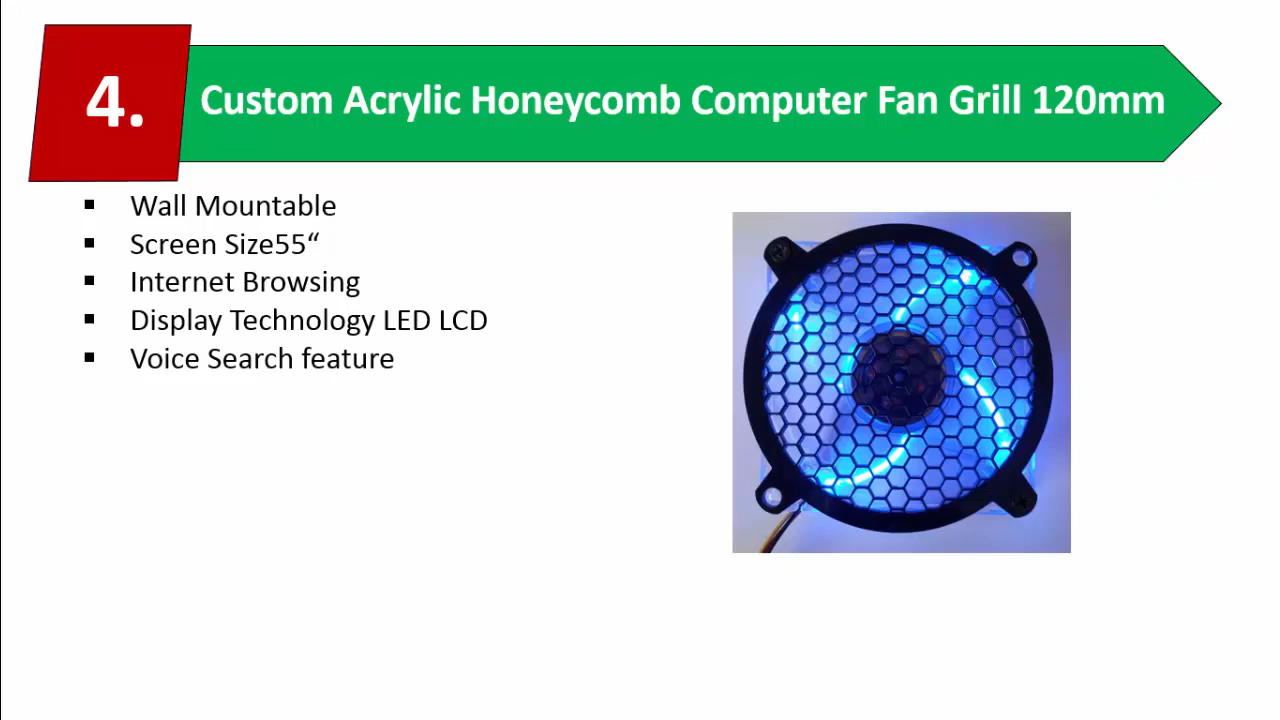 4.
Custom Acrylic Honeycomb Computer Fan Grill 120mm
▪ Wall Mountable
▪ Screen Size55“
▪ Internet Browsing
▪ Display Technology LED LCD
▪ Voice Search feature